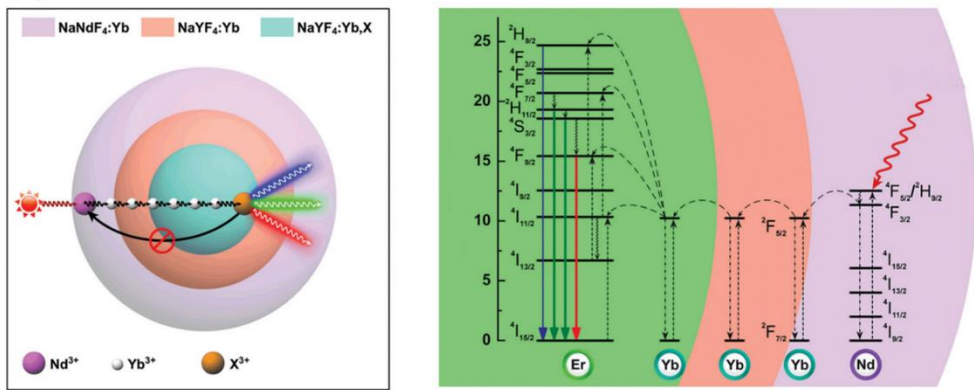 NaNdF₄:Yb NaYF₄:Yb NaYF₄:Yb,X
Nd³⁺ Yb³⁺ X³⁺
25
20
15
10
5
0
²H₉/₂
⁴F₃/₂
⁴F₅/₂
⁴F₇/₂
²H₁₁/₂
⁴S₃/₂
⁴F₉/₂
⁴I₉/₂
⁴I₁₁/₂
⁴I₁₃/₂
⁴I₁₅/₂
²F₅/₂
²F₇/₂
⁴F₅/₂/²H₉/₂
⁴F₃/₂
⁴I₁₅/₂
⁴I₁₃/₂
⁴I₁₁/₂
⁴I₉/₂
Er Yb Yb Yb Nd